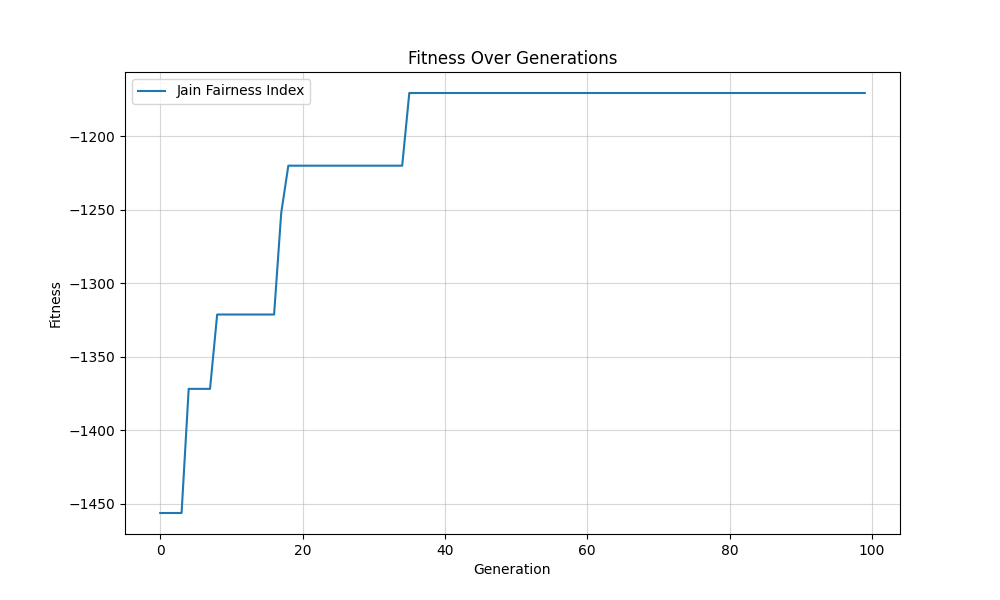 Fitness Over Generations
Jain Fairness Index
−1200
−1250
−1300
−1350
−1400
−1450
Fitness
0 20 40 60 80 100
Generation